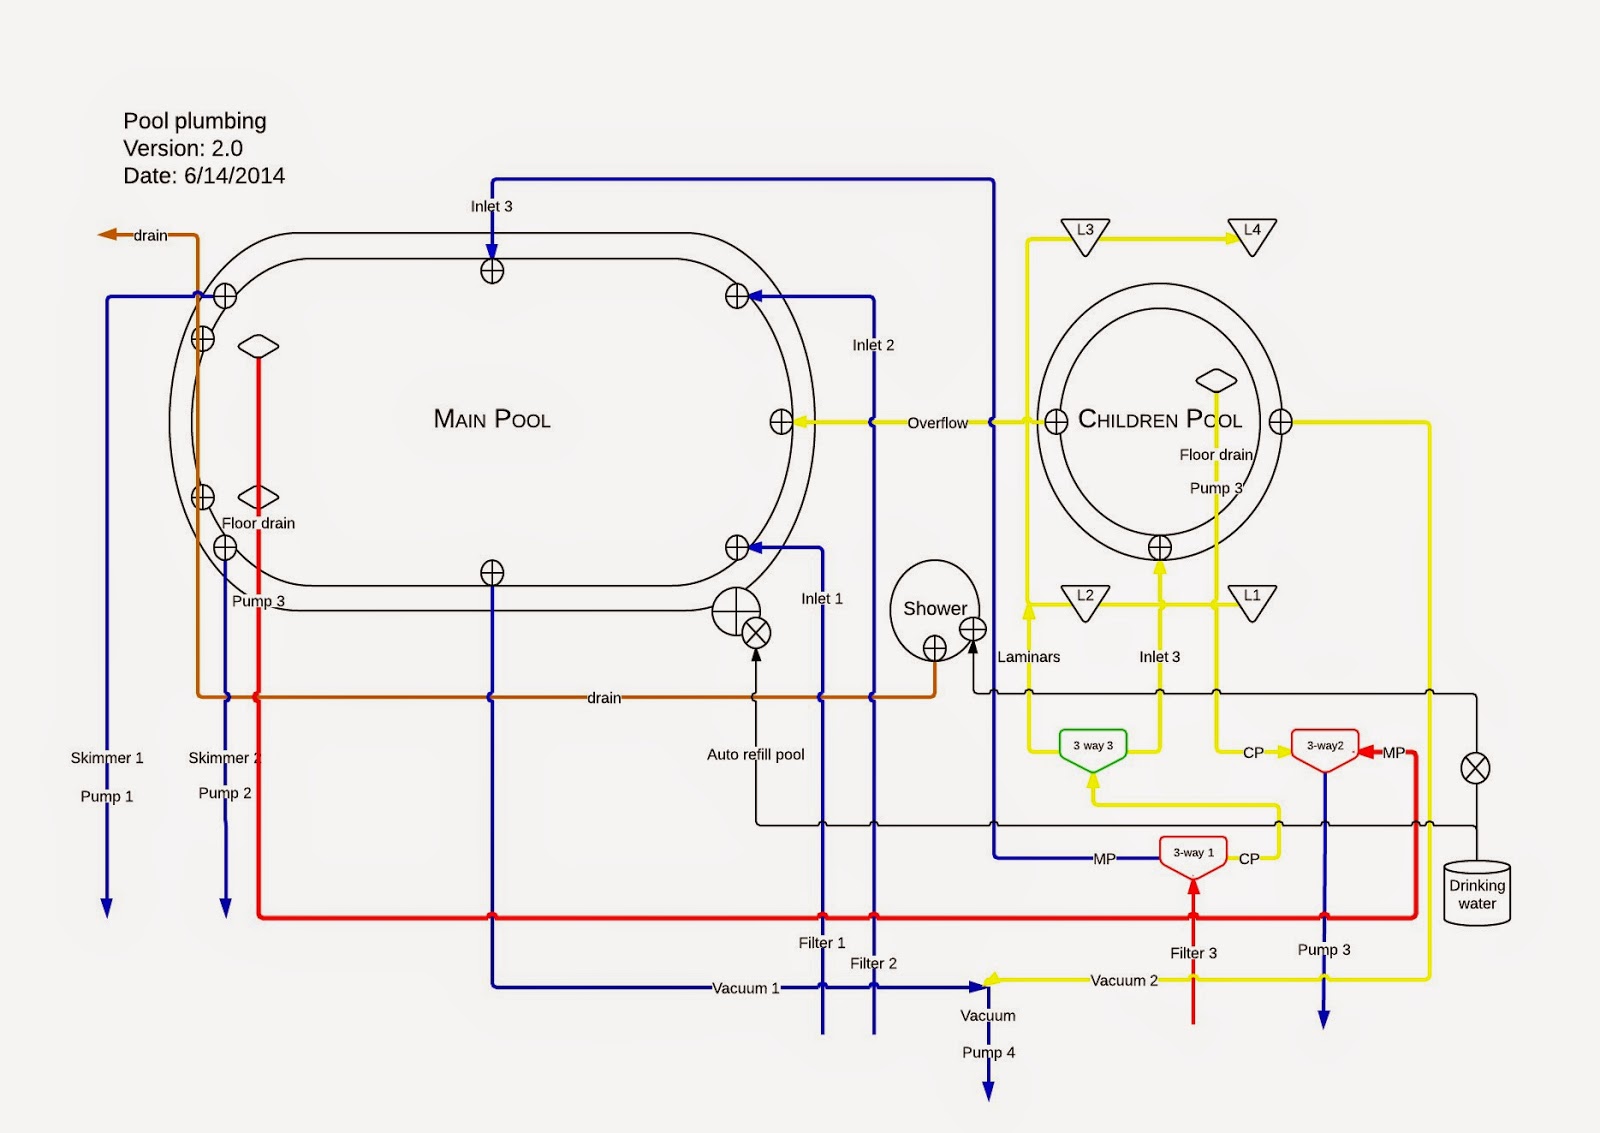 Pool plumbing
Version: 2.0
Date: 6/14/2014
Inlet 3
drain
L3
L4
Inlet 2
Main Pool
Overflow
Children Pool
Floor drain
Pump 3
Floor drain
Pump 3
Inlet 1
Shower
L2
L1
Laminars
Inlet 3
drain
Skimmer 1
Pump 1
Skimmer 2
Pump 2
Auto refill pool
3 way 3
CP
3-way2
MP
MP
3-way 1
CP
Drinking
water
Filter 1
Filter 2
Filter 3
Pump 3
Vacuum 1
Vacuum 2
Vacuum
Pump 4